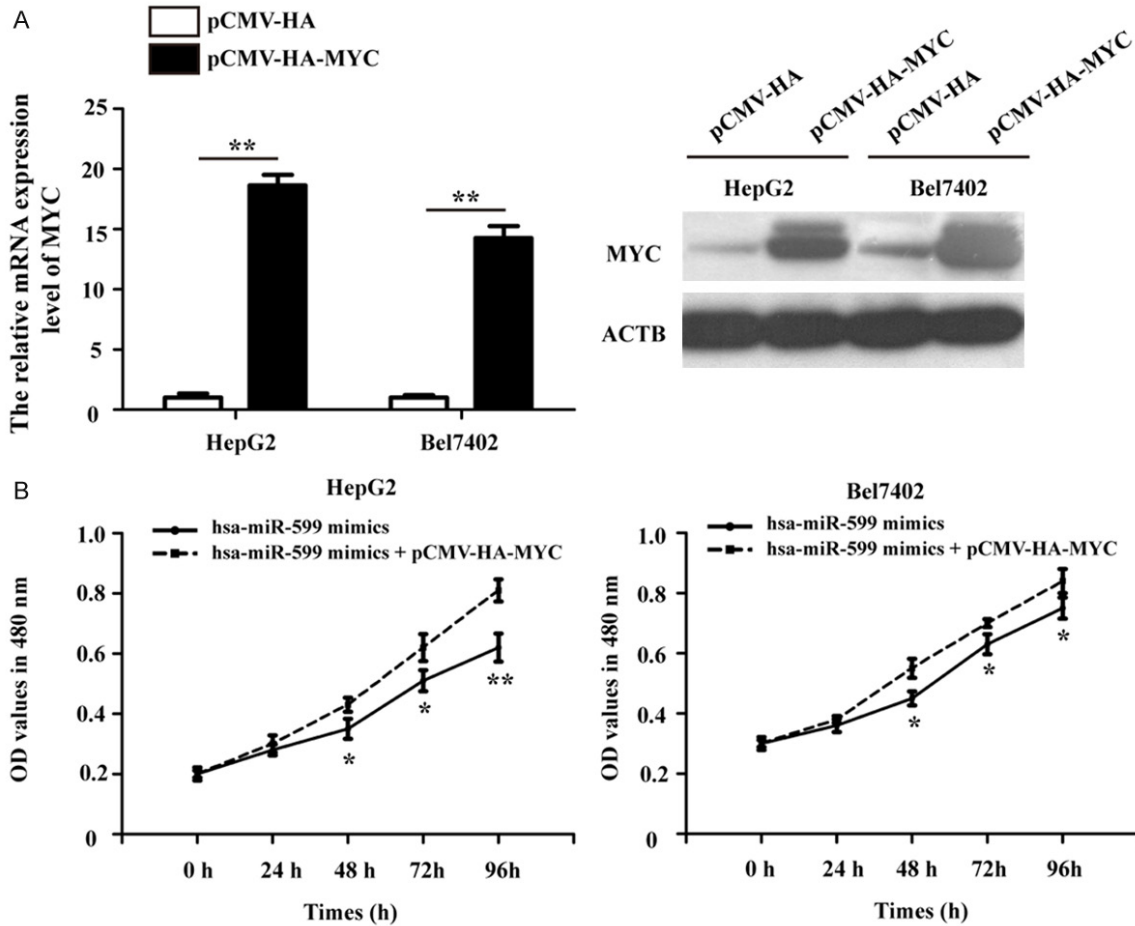 A
pCMV-HA
pCMV-HA-MYC
The relative mRNA expression
level of MYC
25
20
15
10
5
0
**
**
HepG2
Bel7402
pCMV-HA
pCMV-HA-MYC
pCMV-HA
pCMV-HA-MYC
HepG2
Bel7402
MYC
ACTB
B
HepG2
hsa-miR-599 mimics
hsa-miR-599 mimics + pCMV-HA-MYC
OD values in 480 nm
1.0
0.8
0.6
0.4
0.2
0
*
*
**
0 h
24 h
48 h
72h
96h
Times (h)
Bel7402
hsa-miR-599 mimics
hsa-miR-599 mimics + pCMV-HA-MYC
OD values in 480 nm
1.0
0.8
0.6
0.4
0.2
0
*
*
*
0 h
24 h
48 h
72h
96h
Times (h)